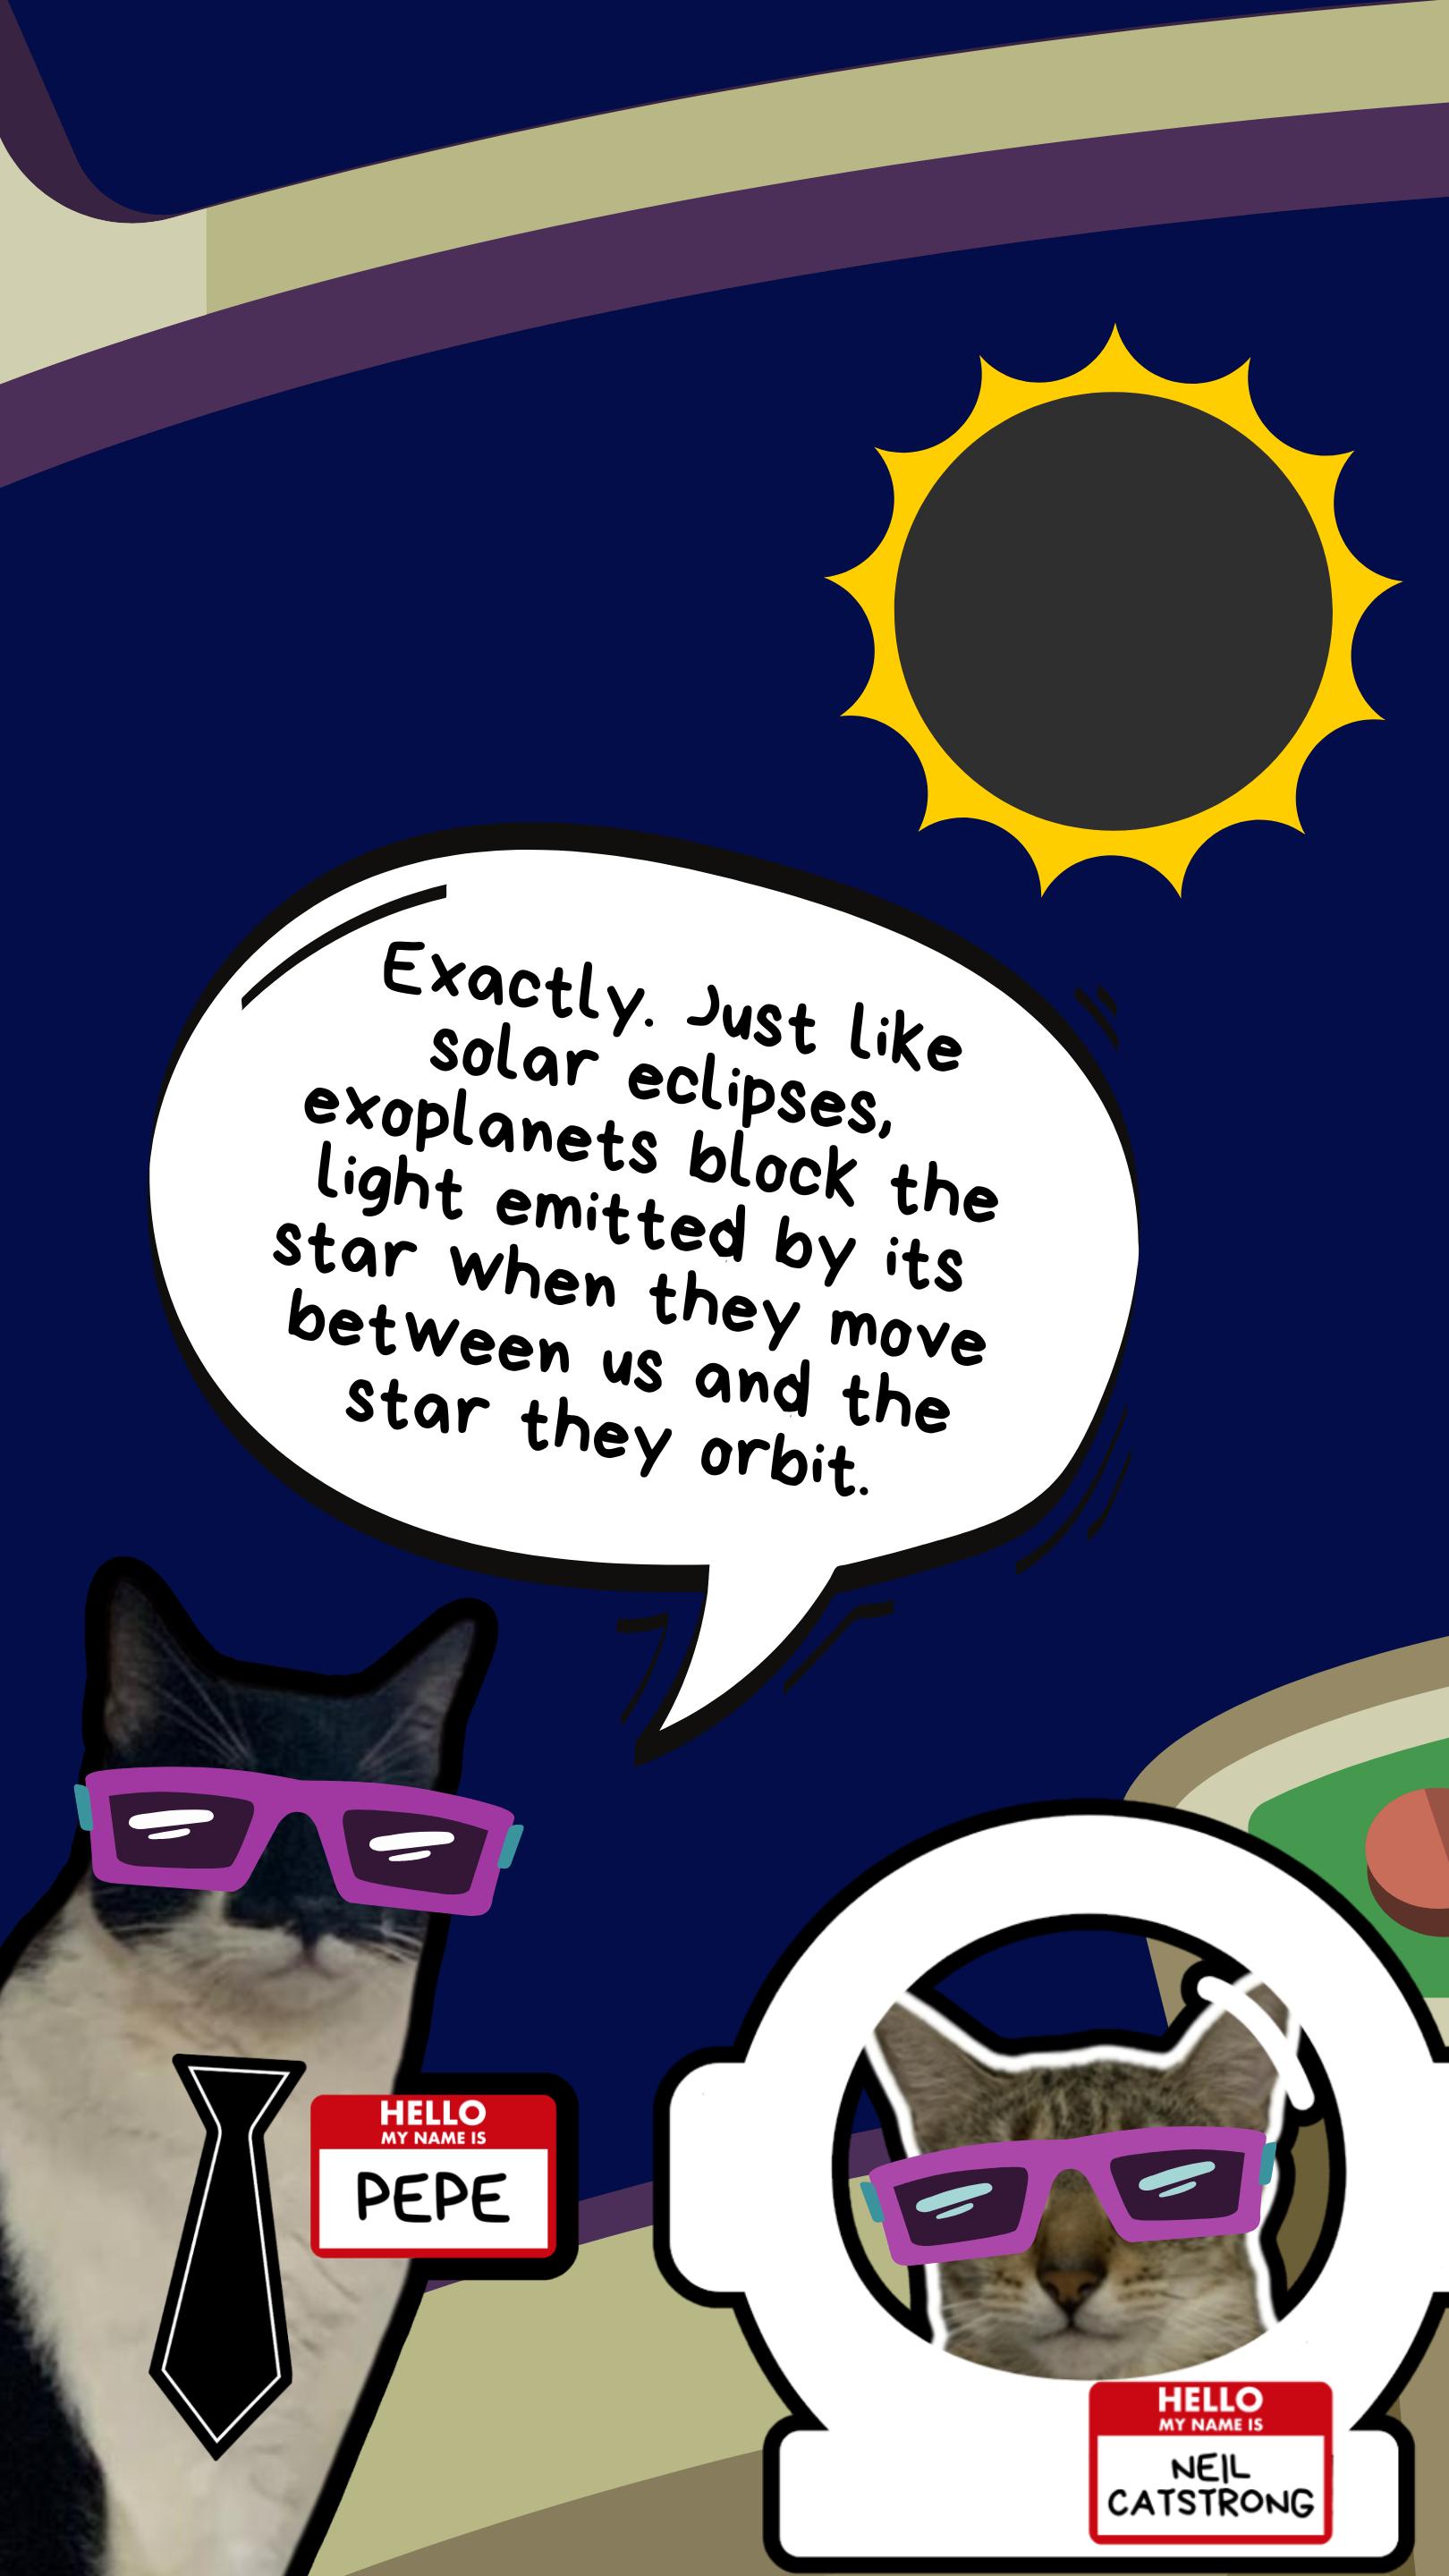 Exactly. Just like
solar eclipses,
exoplanets block the
light emitted by its
star when they move
between us and the
star they orbit.
HELLO
MY NAME IS
PEPE
HELLO
MY NAME IS
NEIL
CATSTRONG